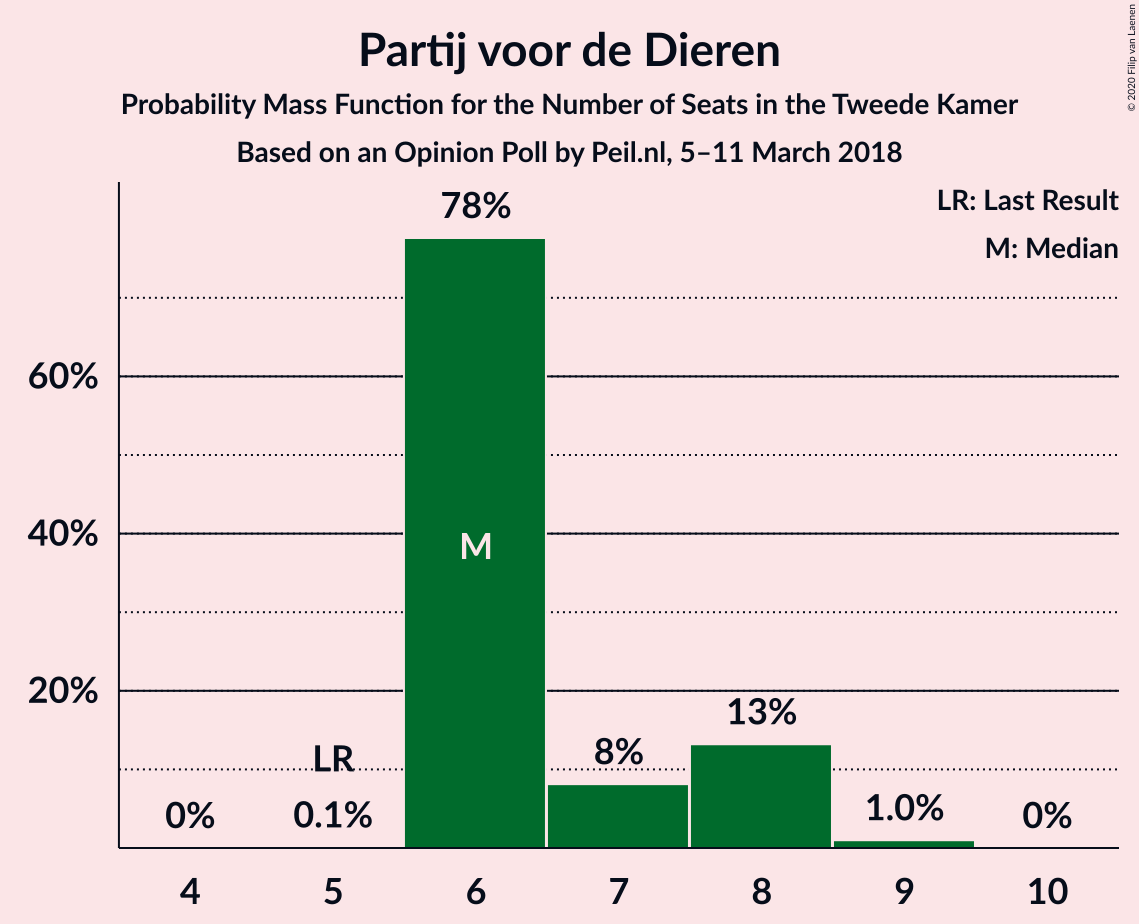 Partij voor de Dieren
Probability Mass Function for the Number of Seats in the Tweede Kamer
Based on an Opinion Poll by Peil.nl, 5–11 March 2018
© 2020 Filip van Laenen
LR: Last Result
M: Median
78%
60%
40%
M
20%
13%
LR
8%
0%
0.1%
1.0%
0%
4 5 6 7 8 9 10